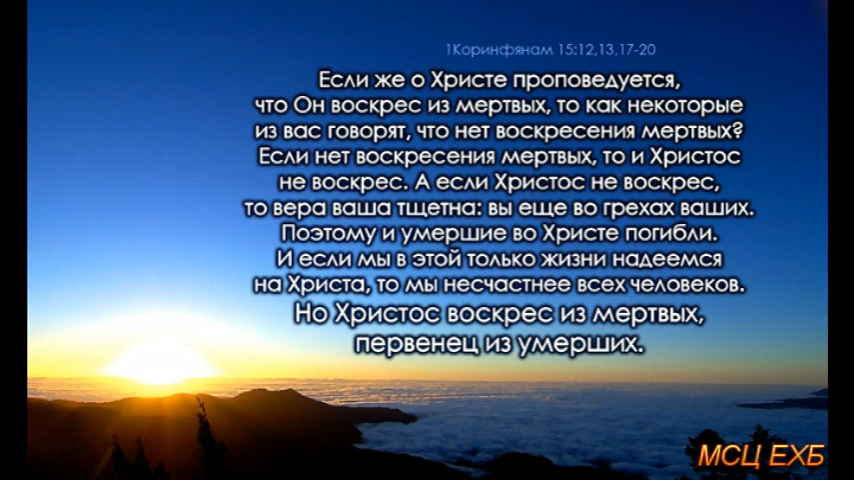 1Коринфянам 15:12,13,17-20
Если же о Христе проповедуется,
что Он воскрес из мертвых, то как некоторые
из вас говорят, что нет воскресения мертвых?
Если нет воскресения мертвых, то и Христос
не воскрес. А если Христос не воскрес,
то вера ваша тщетна: вы еще во грехах ваших.
Поэтому и умершие во Христе погибли.
И если мы в этой только жизни надеемся
на Христа, то мы несчастнее всех человеков.
Но Христос воскрес из мертвых,
первенец из умерших.
МСЦ ЕХБ